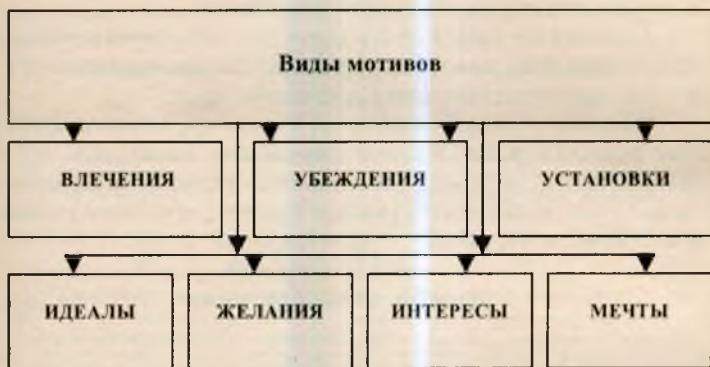 Виды мотивов
ВЛЕЧЕНИЯ УБЕЖДЕНИЯ УСТАНОВКИ
ИДЕАЛЫ ЖЕЛАНИЯ ИНТЕРЕСЫ МЕЧТЫ